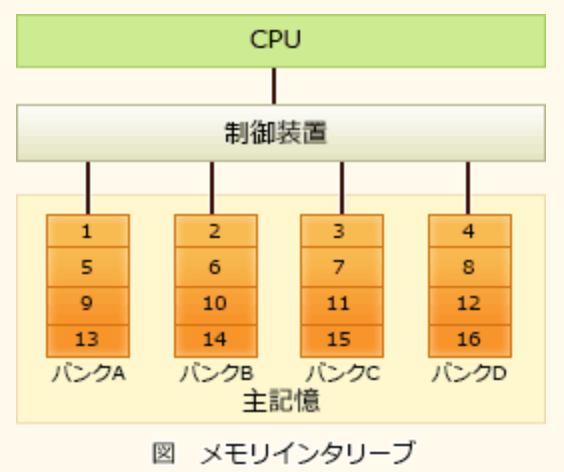 CPU
制御装置
1 2 3 4
5 6 7 8
9 10 11 12
13 14 15 16
バンクA バンクB バンクC バンクD
主記憶
図 メモリインタリーブ